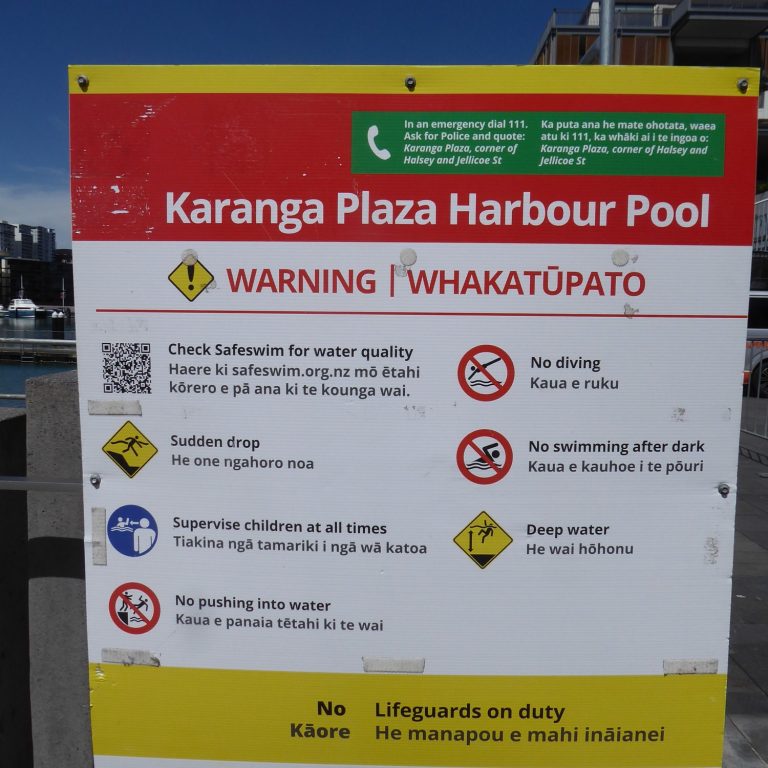 In an emergency dial 111.
Ask for Police and quote:
Karanga Plaza, corner of
Halsey and Jellicoe St
Ka puta ana he mate ohotata, waea
atu ki 111, ka whāki ai i te ingoa o:
Karanga Plaza, corner of Halsey and
Jellicoe St
Karanga Plaza Harbour Pool
WARNING | WHAKATŪPATO
Check Safeswim for water quality
Haere ki safeswim.org.nz mō ētahi
kōrero e pā ana ki te kounga wai.
Sudden drop
He one ngahoro noa
Supervise children at all times
Tiakina ngā tamariki i ngā wā katoa
No pushing into water
Kaua e panaia tētahi ki te wai
No diving
Kaua e ruku
No swimming after dark
Kaua e kauhoe i te pōuri
Deep water
He wai hōhonu
No Lifeguards on duty
Kāore He manapou e mahi ināianei